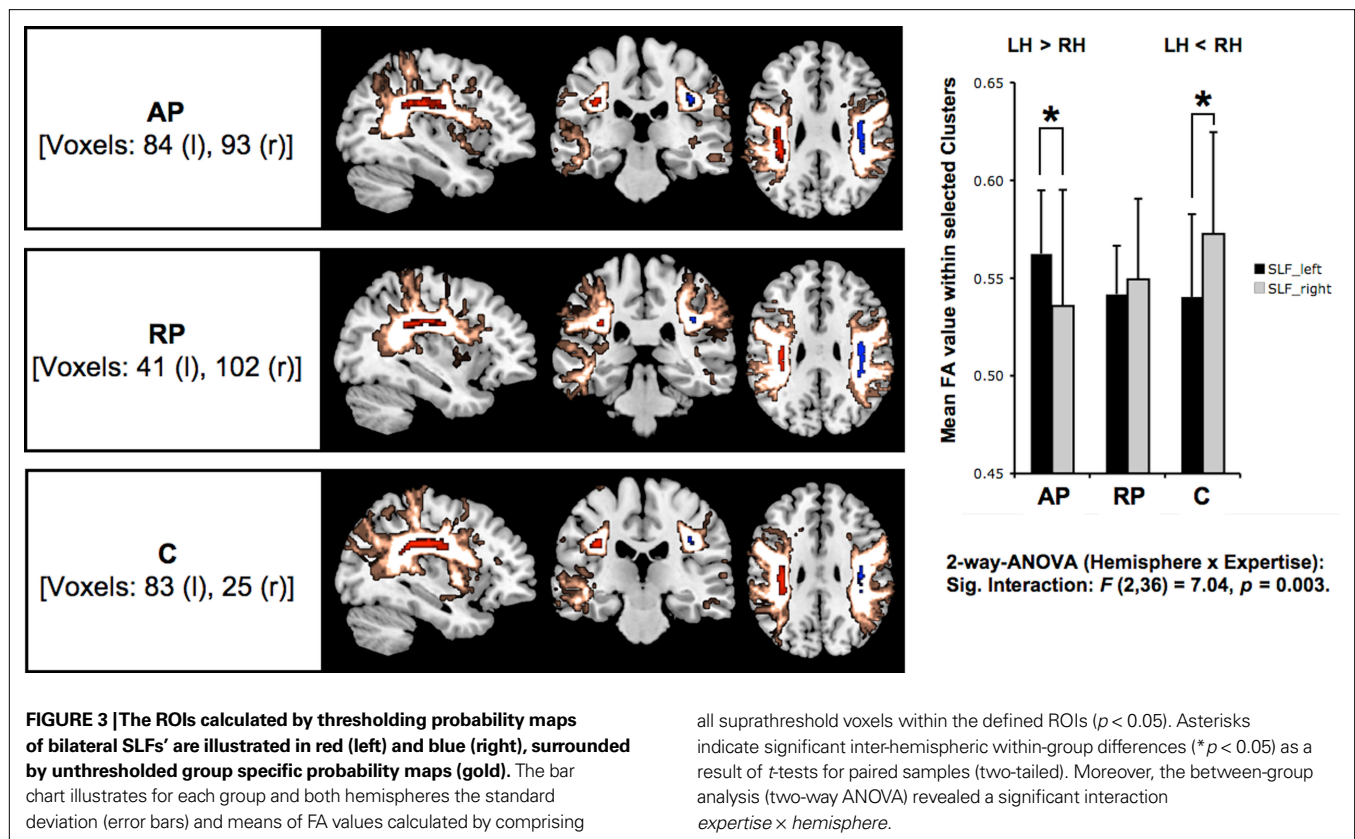 AP
[Voxels: 84 (l), 93 (r)]
RP
[Voxels: 41 (l), 102 (r)]
C
[Voxels: 83 (l), 25 (r)]
LH > RH LH < RH
Mean FA value within selected Clusters
0.65
0.60
0.55
0.50
0.45
* *
SLF_left
SLF_right
AP RP C
2-way-ANOVA (Hemisphere x Expertise):
Sig. Interaction: F (2,36) = 7.04, p = 0.003.
FIGURE 3 | The ROIs calculated by thresholding probability maps
of bilateral SLFs' are illustrated in red (left) and blue (right), surrounded
by unthresholded group specific probability maps (gold). The bar
chart illustrates for each group and both hemispheres the standard
deviation (error bars) and means of FA values calculated by comprising
all suprathreshold voxels within the defined ROIs (p < 0.05). Asterisks
indicate significant inter-hemispheric within-group differences (*p < 0.05) as a
result of t-tests for paired samples (two-tailed). Moreover, the between-group
analysis (two-way ANOVA) revealed a significant interaction
expertise × hemisphere.